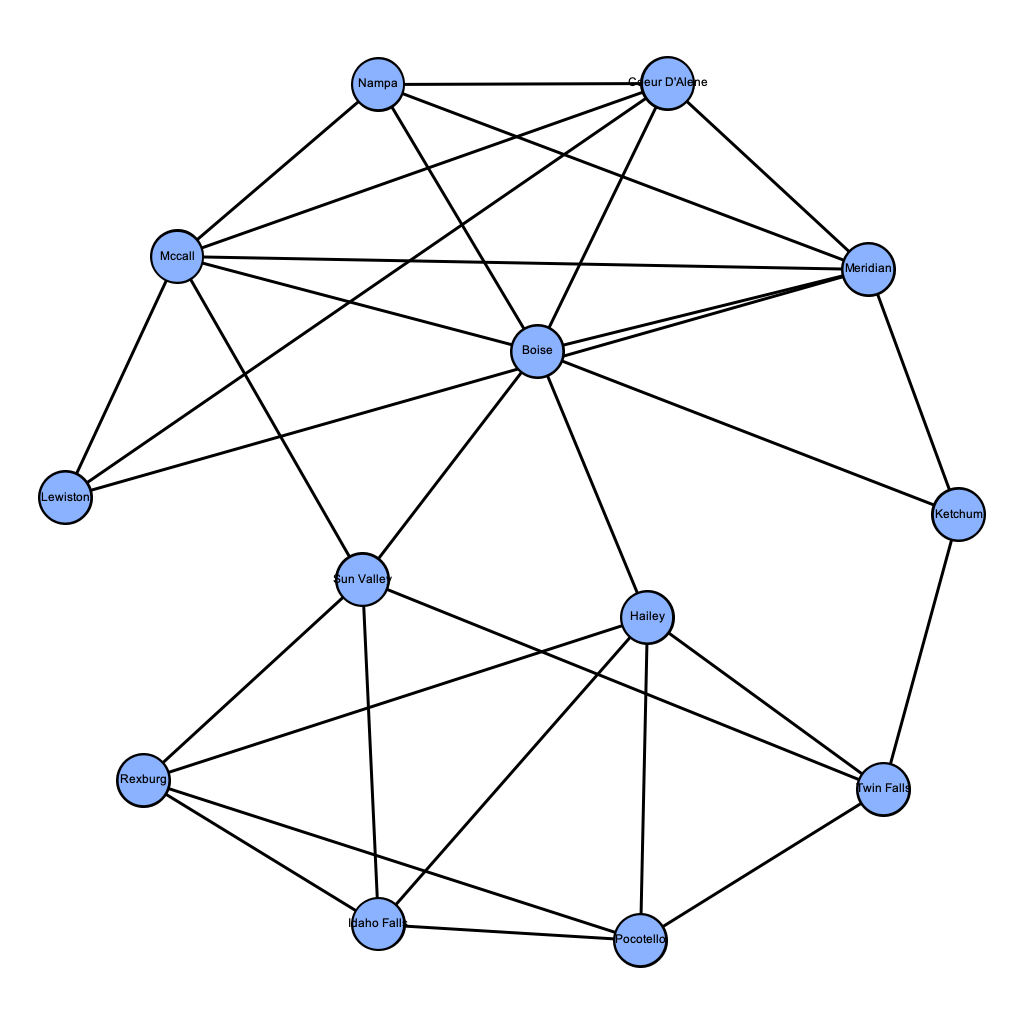 Nampa
Coeur D'Alene
Mccall
Meridian
Boise
Lewiston
Ketchum
Sun Valley
Hailey
Rexburg
Twin Falls
Idaho Falls
Pocotello